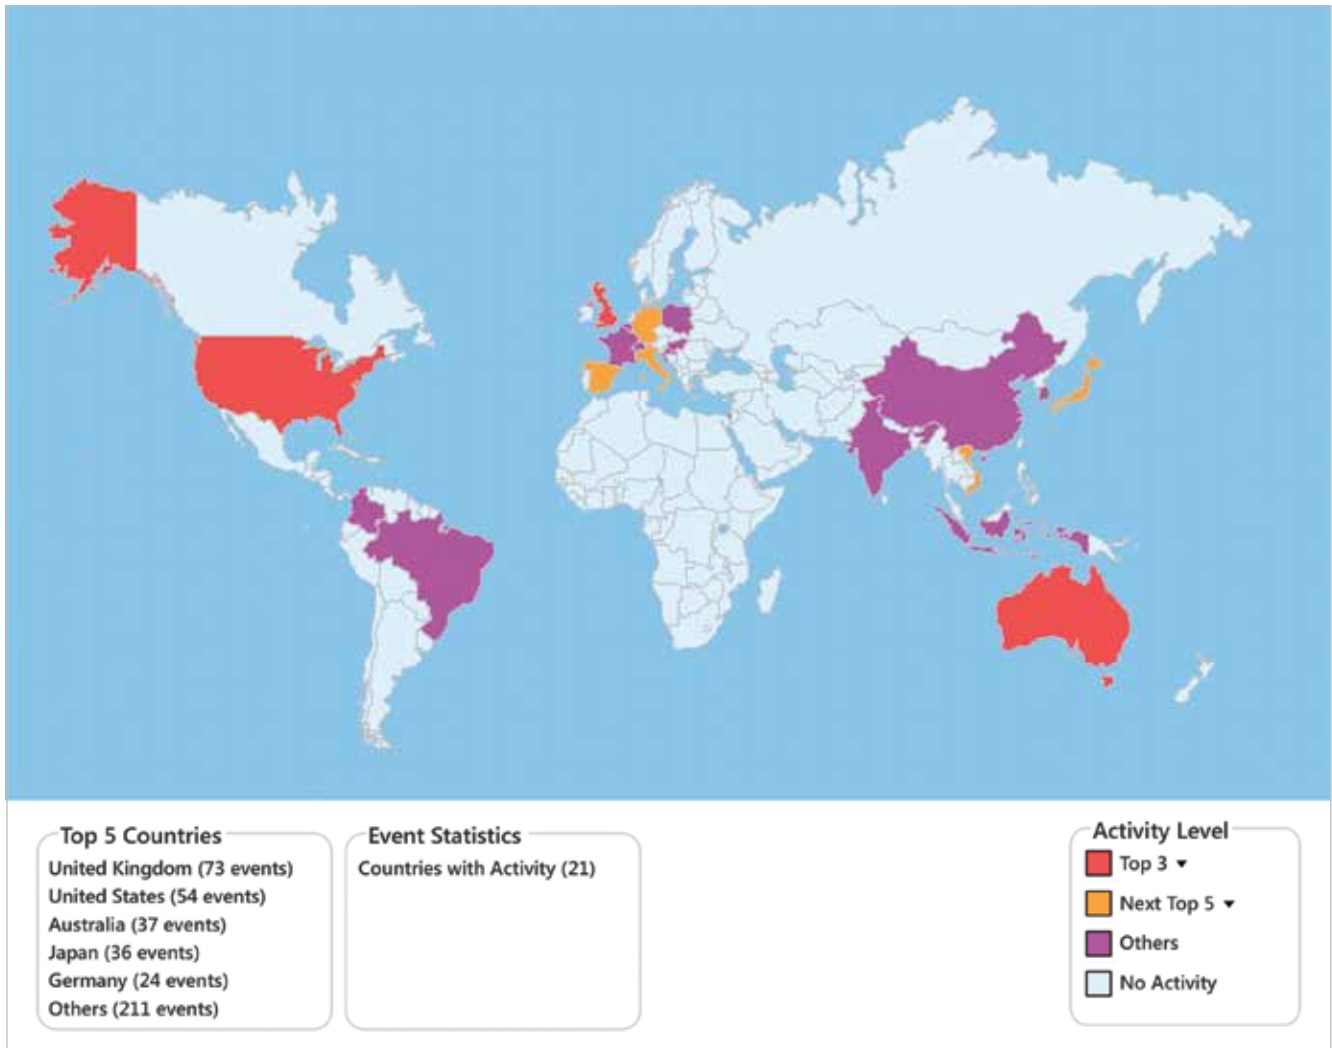 Top 5 Countries
United Kingdom (73 events)
United States (54 events)
Australia (37 events)
Japan (36 events)
Germany (24 events)
Others (211 events)
Event Statistics
Countries with Activity (21)
Activity Level
Top 3
Next Top 5
Others
No Activity